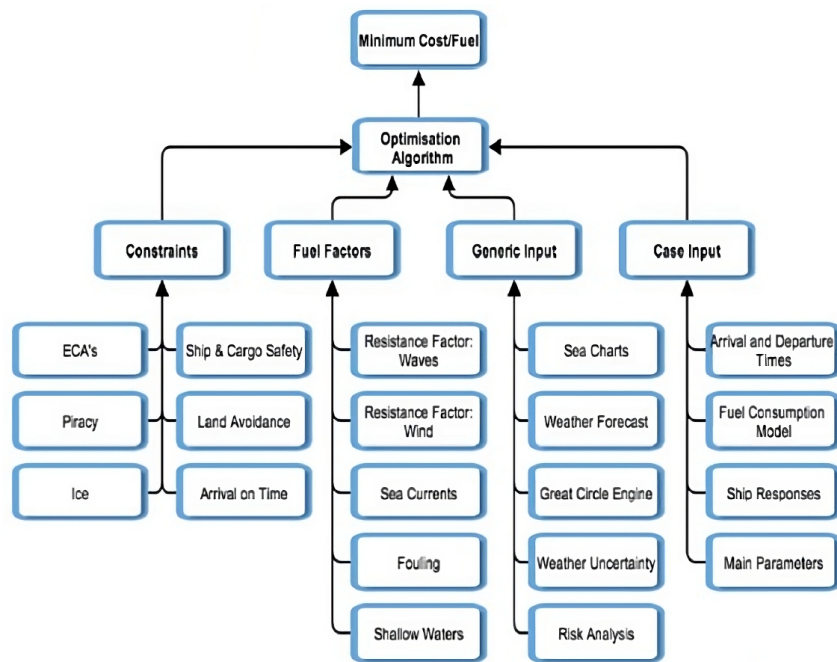 Minimum Cost/Fuel
Optimisation
Algorithm
Constraints
Fuel Factors
Generic Input
Case Input
ECA's
Ship & Cargo Safety
Piracy
Land Avoidance
Ice
Arrival on Time
Resistance Factor:
Waves
Resistance Factor:
Wind
Sea Currents
Fouling
Shallow Waters
Sea Charts
Weather Forecast
Great Circle Engine
Weather Uncertainty
Risk Analysis
Arrival and Departure
Times
Fuel Consumption
Model
Ship Responses
Main Parameters